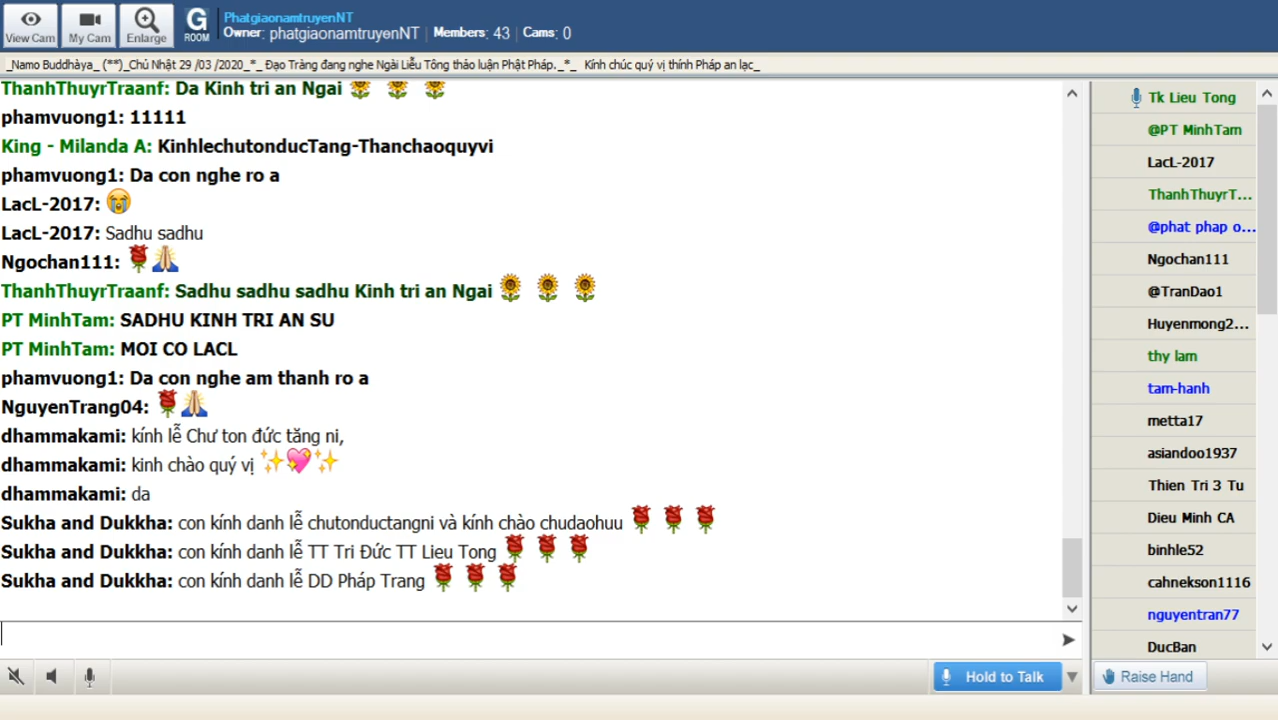 View Cam
My Cam
Enlarge
G
ROOM
PhatgiaonamtruyenNT
Owner: phatgiaonamtruyenNT | Members: 43 | Cams: 0
_Namo Buddhàya_ (**)_Chủ Nhật 29 /03 /2020_*_ Đạo Tràng đang nghe Ngài Liễu Tông thảo luận Phật Pháp._*_ Kính chúc quý vị thính Pháp an lạc_
ThanhThuyrTraanf: Da Kinh tri an Ngai
phamvuong1: 11111
King - Milanda A: KinhlechutonducTang-Thanchaoquyvi
phamvuong1: Da con nghe ro a
LacL-2017:
LacL-2017: Sadhu sadhu
Ngochan111:
ThanhThuyrTraanf: Sadhu sadhu sadhu Kinh tri an Ngai
PT MinhTam: SADHU KINH TRI AN SU
PT MinhTam: MOI CO LACL
phamvuong1: Da con nghe am thanh ro a
NguyenTrang04:
dhammakami: kính lễ Chư ton đức tăng ni,
dhammakami: kinh chào quý vị
dhammakami: da
Sukha and Dukkha: con kính danh lễ chutonductangni và kính chào chudaohuu
Sukha and Dukkha: con kính danh lễ TT Tri Đức TT Lieu Tong
Sukha and Dukkha: con kính danh lễ DD Pháp Trang
Hold to Talk
Tk Lieu Tong
@PT MinhTam
LacL-2017
ThanhThuyrT...
@phat phap o...
Ngochan111
@TranDao1
Huyenmong2...
thy lam
tam-hanh
metta17
asiandoo1937
Thien Tri 3 Tu
Dieu Minh CA
binhle52
cahnekson1116
nguyentran77
DucBan
Raise Hand